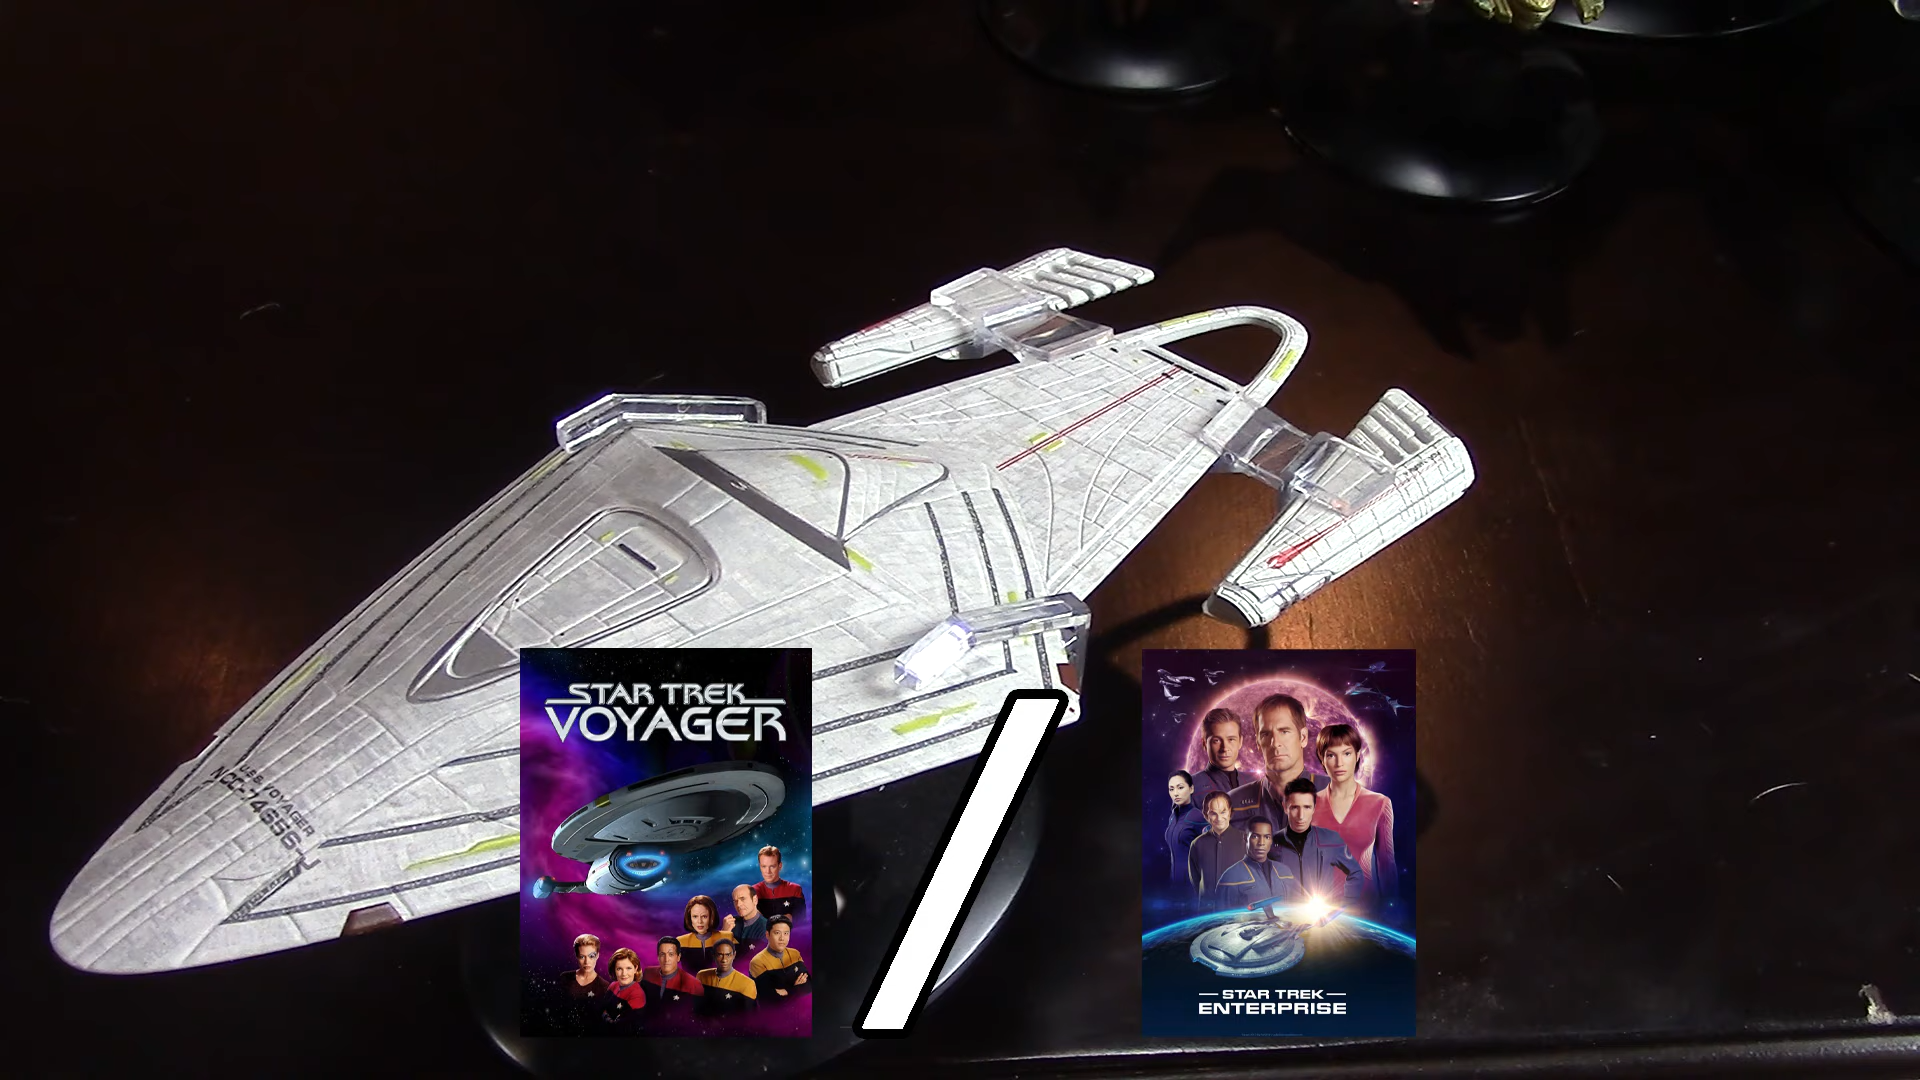 U.S.S. VOYAGER
NCC-74656-J
STAR TREK
VOYAGER
/
STAR TREK
ENTERPRISE